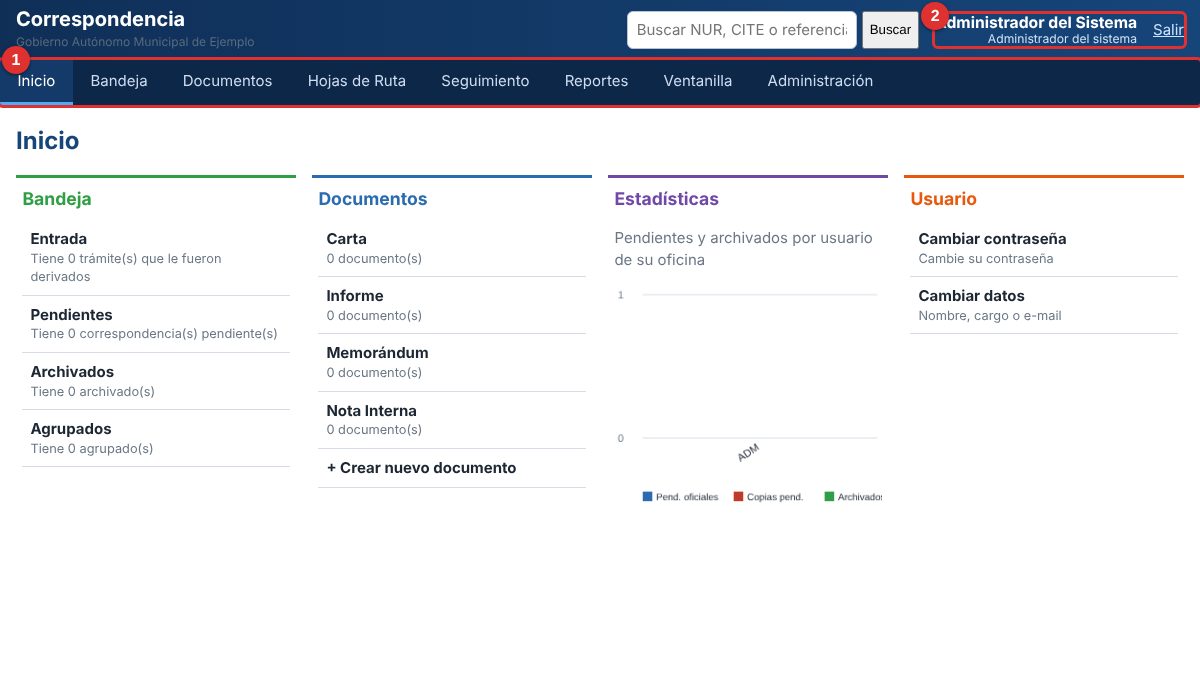 Correspondencia
Gobierno Autónomo Municipal de Ejemplo
Buscar NUR, CITE o referenci
Buscar
2
dministrador del Sistema
Administrador del sistema
Salir
1
Inicio
Bandeja
Documentos
Hojas de Ruta
Seguimiento
Reportes
Ventanilla
Administración
Inicio
Bandeja
Entrada
Tiene 0 trámite(s) que le fueron
derivados
Pendientes
Tiene 0 correspondencia(s) pendiente(s)
Archivados
Tiene 0 archivado(s)
Agrupados
Tiene 0 agrupado(s)
Documentos
Carta
0 documento(s)
Informe
0 documento(s)
Memorándum
0 documento(s)
Nota Interna
0 documento(s)
+ Crear nuevo documento
Estadísticas
Pendientes y archivados por usuario
de su oficina
1
0
ADM
Pend. oficiales
Copias pend.
Archivados
Usuario
Cambiar contraseña
Cambie su contraseña
Cambiar datos
Nombre, cargo o e-mail